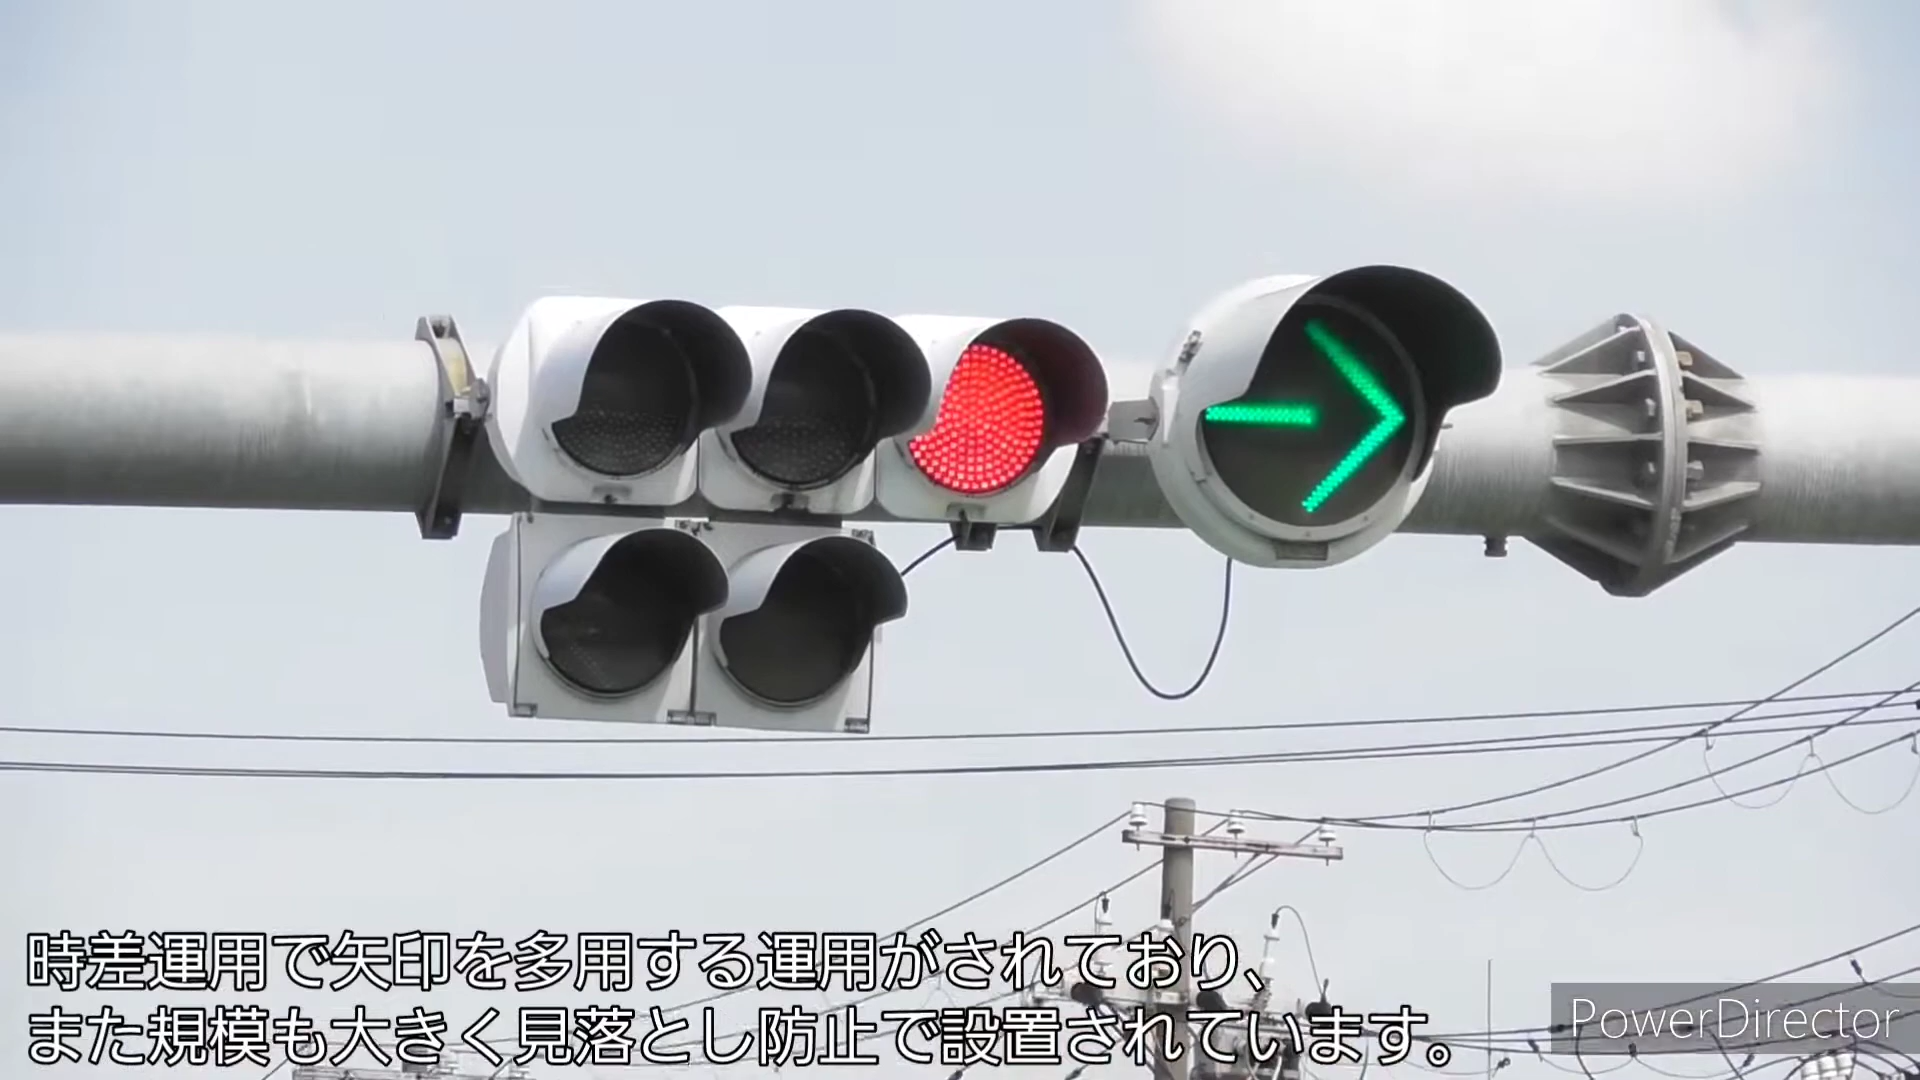 時差運用で矢印を多用する運用がされており、
また規模も大きく見落とし防止で設置されています。
PowerDirector